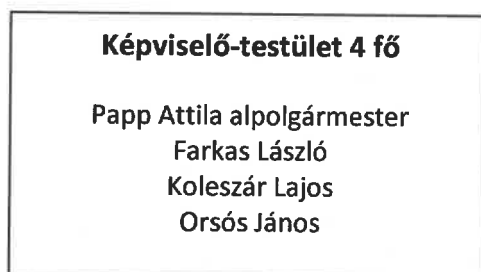 Képviselő-testület 4 fő
Papp Attila alpolgármester
Farkas László
Koleszár Lajos
Orsós János